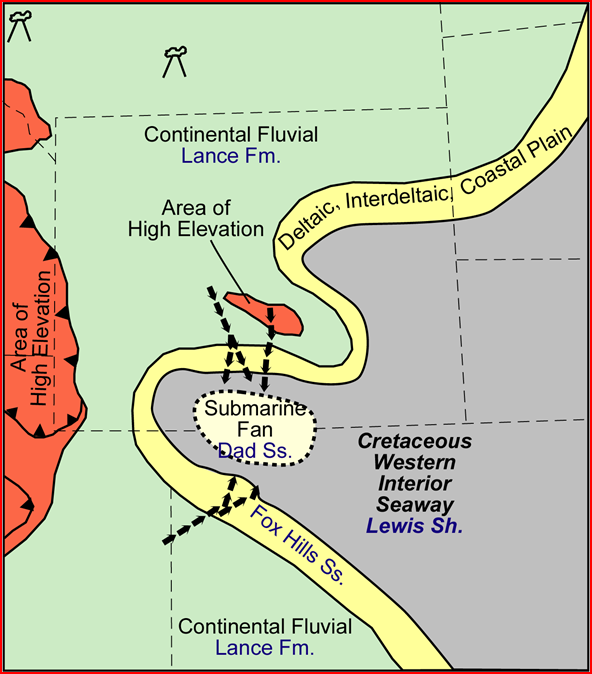 Continental Fluvial
Lance Fm.
Deltaic, Interdeltaic, Coastal Plain
Area of
High Elevation
Area of
High Elevation
Submarine
Fan
Dad Ss.
Cretaceous
Western
Interior
Seaway
Lewis Sh.
Fox Hills Ss.
Continental Fluvial
Lance Fm.